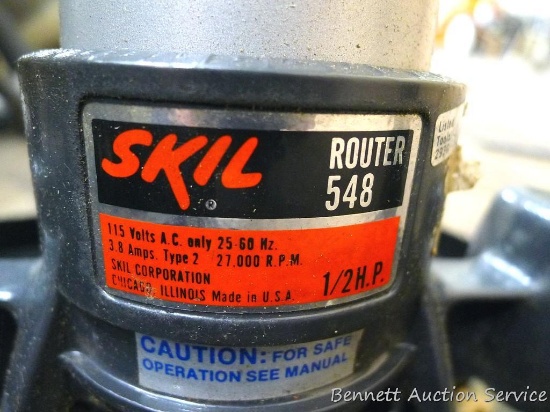 SKIL
ROUTER
548
115 Volts A.C. only 25-60 Hz.
3.8 Amps. Type 2 27.000 R.P.M.
SKIL CORPORATION
CHICAGO, ILLINOIS Made in U.S.A.
1/2 H.P.
CAUTION: FOR SAFE
OPERATION SEE MANUAL
Listed
Bennett Auction Service